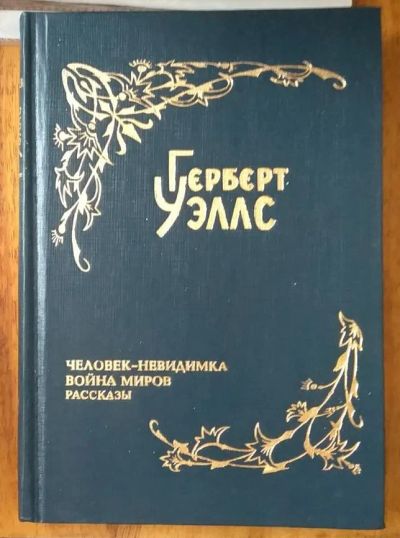 Герберт
Уэллс
ЧЕЛОВЕК-НЕВИДИМКА
ВОЙНА МИРОВ
РАССКАЗЫ